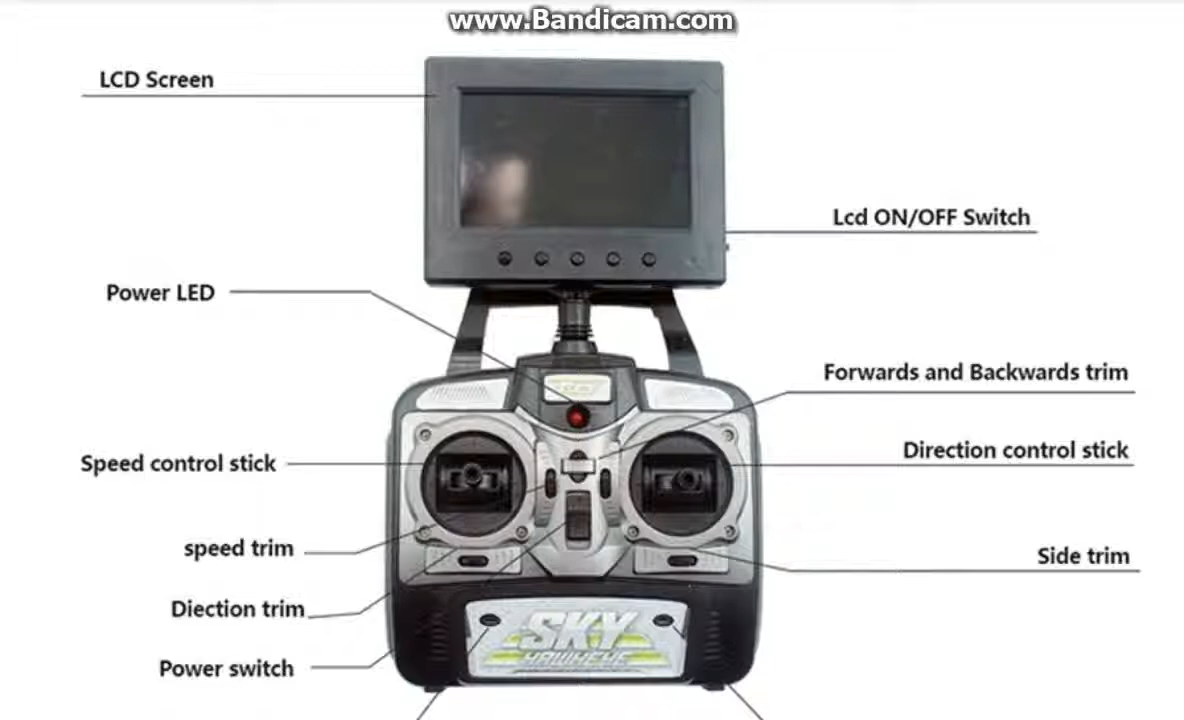 www.Bandicam.com
LCD Screen
Lcd ON/OFF Switch
Power LED
Forwards and Backwards trim
Direction control stick
Speed control stick
speed trim
Side trim
Diection trim
Power switch
SKY
HAWKEYE